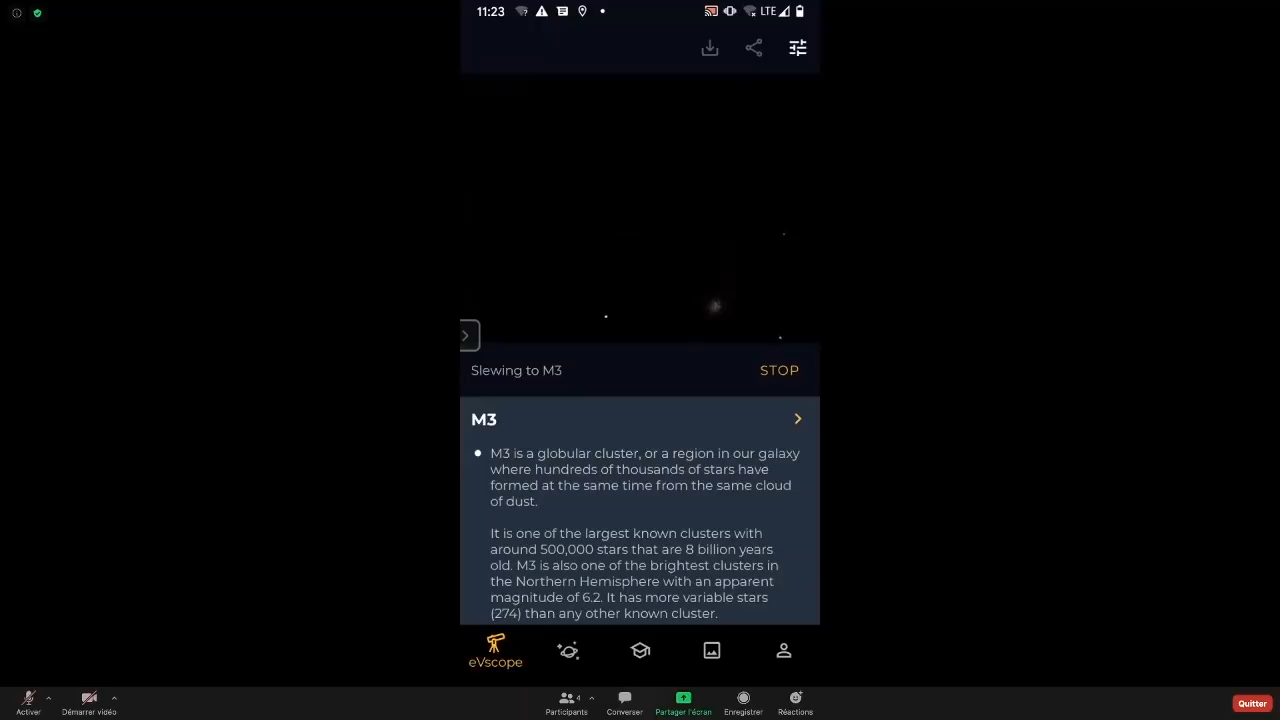 11:23
LTE
Slewing to M3
STOP
M3
M3 is a globular cluster, or a region in our galaxy
where hundreds of thousands of stars have
formed at the same time from the same cloud
of dust.
It is one of the largest known clusters with
around 500,000 stars that are 8 billion years
old. M3 is also one of the brightest clusters in
the Northern Hemisphere with an apparent
magnitude of 6.2. It has more variable stars
(274) than any other known cluster.
eVscope
4
Activer
Démarrer vidéo
Participants
Converser
Partager l'écran
Enregistrer
Réactions
Quitter